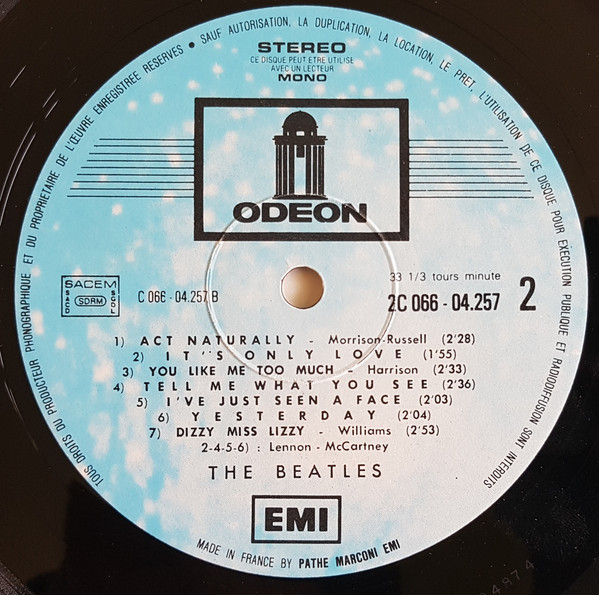 TOUS DROITS DU PRODUCTEUR PHONOGRAPHIQUE ET DU PROPRIETAIRE DE L'ŒUVRE ENREGISTREE RESERVES • SAUF AUTORISATION, LA DUPLICATION, LA LOCATION, LE PRET, L'UTILISATION DE CE DISQUE POUR EXECUTION PUBLIQUE ET RADIODIFFUSION SONT INTERDITS
STEREO
CE DISQUE PEUT ETRE UTILISE
AVEC UN LECTEUR
MONO
ODEON
SACEM
SACD SDRM SGDL
C 066 - 04.257 B
33 1/3 tours minute
2C 066 - 04.257 2
1) ACT NATURALLY - Morrison-Russell (2'28)
2) IT''S ONLY LOVE (1'55)
3) YOU LIKE ME TOO MUCH - Harrison (2'33)
4) TELL ME WHAT YOU SEE (2'36)
5) I'VE JUST SEEN A FACE (2'03)
6) YESTERDAY (2'04)
7) DIZZY MISS LIZZY - Williams (2'53)
2-4-5-6) : Lennon - McCartney
THE BEATLES
EMI
MADE IN FRANCE BY PATHE MARCONI EMI